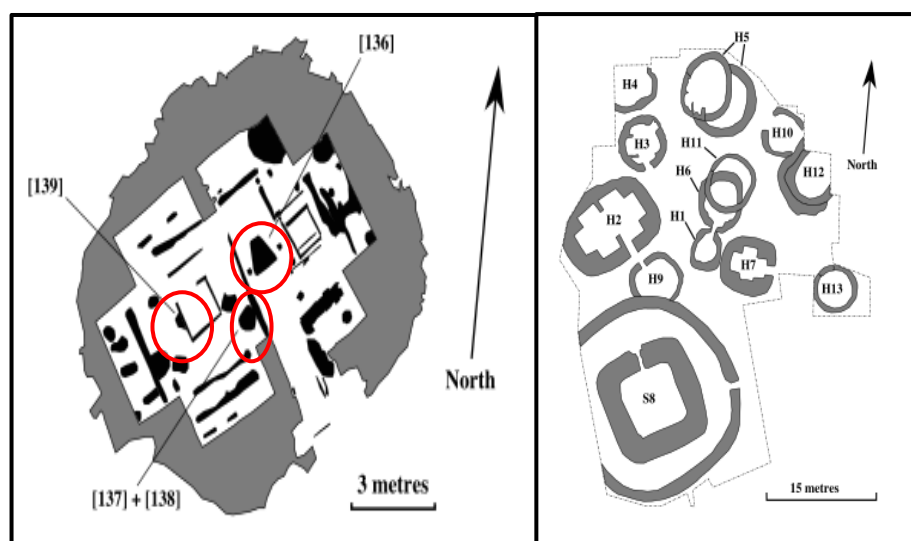 [136]
[139]
North
[137] + [138]
3 metres
H5
H4
H10
H3
H11
North
H12
H6
H2
H1
H7
H9
H13
S8
15 metres